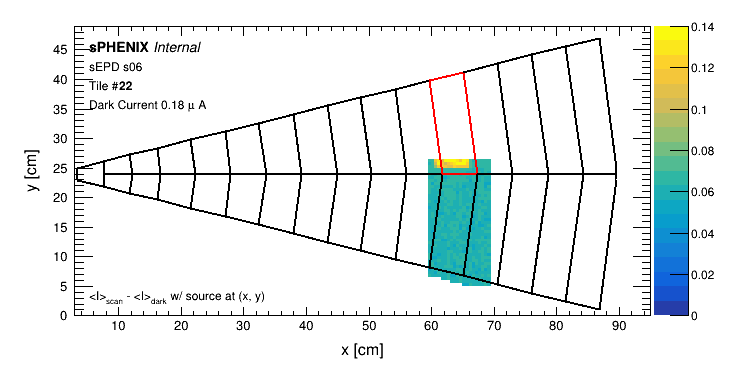 sPHENIX Internal
sEPD s06
Tile #22
Dark Current 0.18 μ A
<I>scan - <I>dark w/ source at (x, y)
y [cm]
45
40
35
30
25
20
15
10
5
0
10 20 30 40 50 60 70 80 90
x [cm]
0.14
0.12
0.1
0.08
0.06
0.04
0.02
0